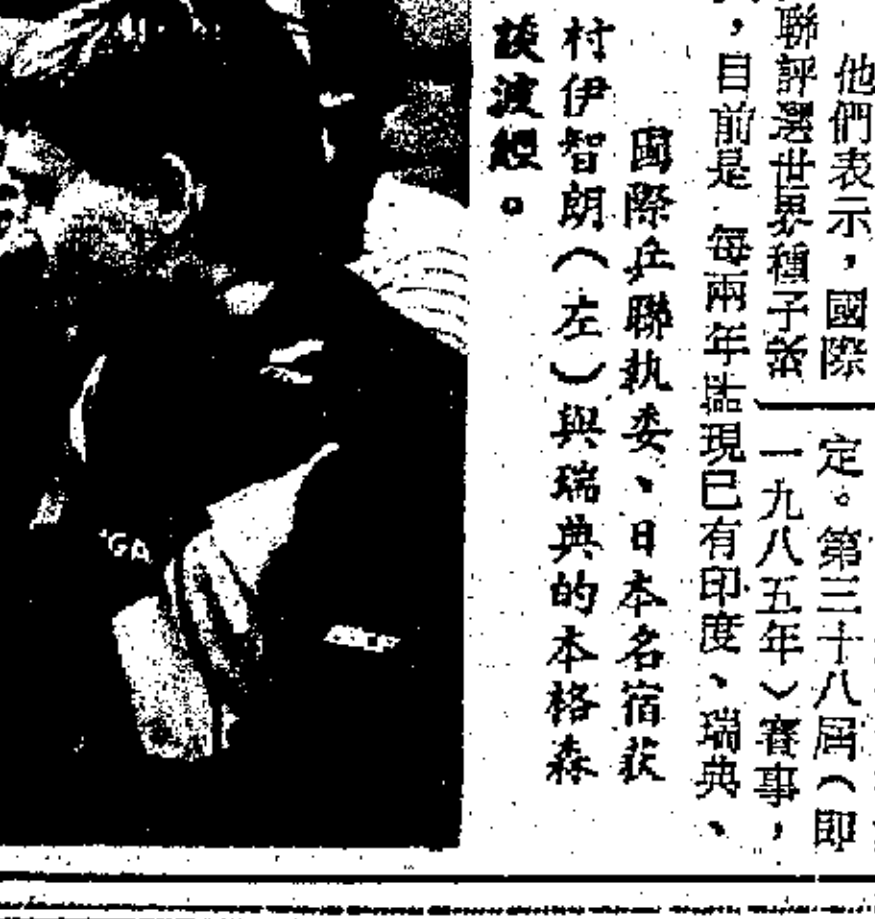 他們表示，國際
聯評選世界種子
，目前是每兩年
定。第三十八屆（即
一九八五年）賽事，
現已有印度、瑞典、
國際乒聯執委、日本名宿荻
村伊智朗（左）與瑞典的本格森
談波經。
GA